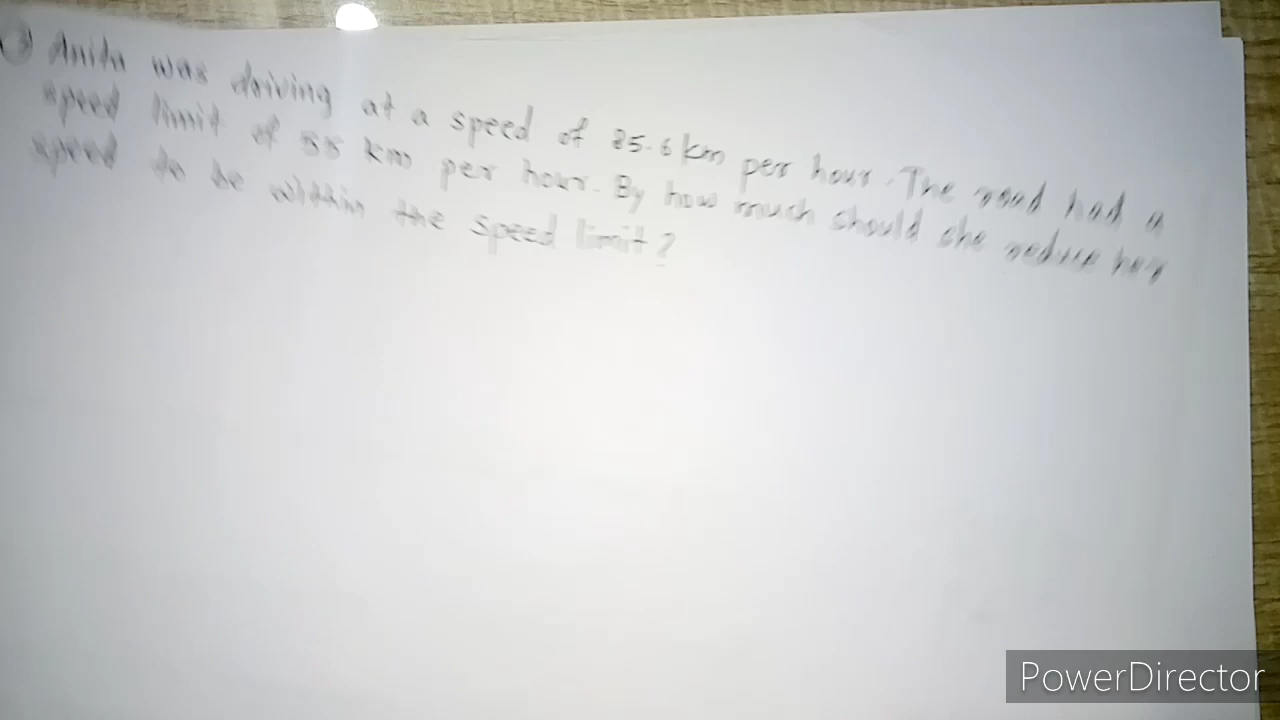 Anita was driving at a speed of 85.6 km per hour. The road had a
speed limit of 55 km per hour. By how much should she reduce her
speed to be within the speed limit?
PowerDirector